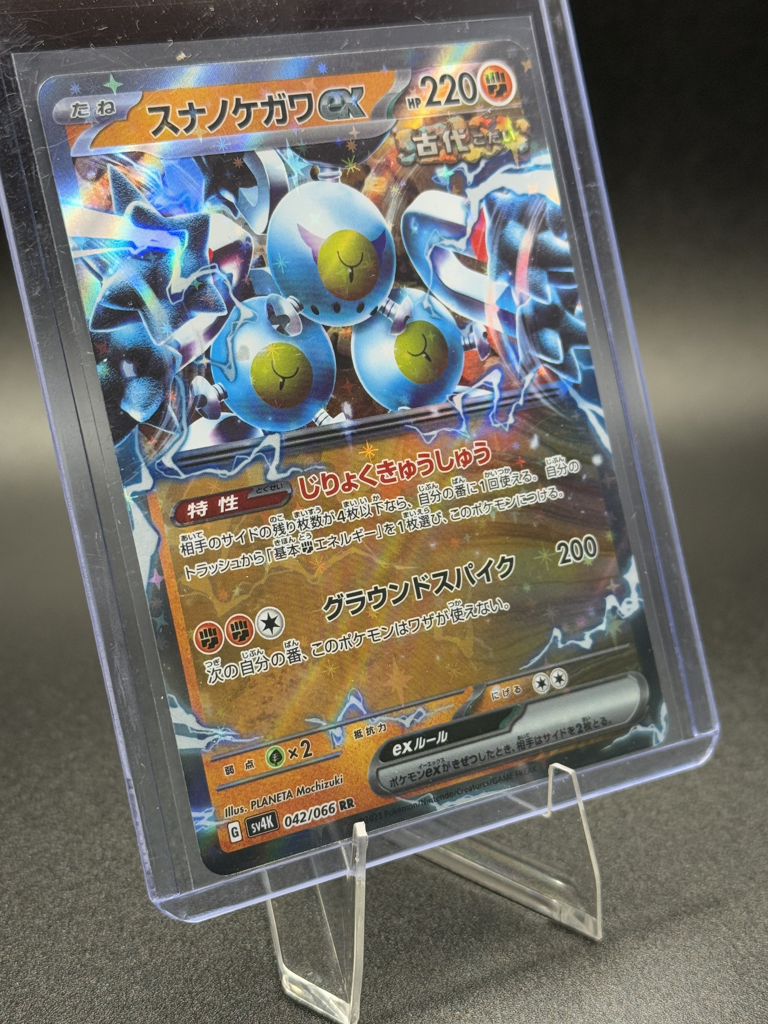 たね スナノケガワex HP220
古代 こだい
特性 とくせい じりょくきゅうしゅう
相手のサイドの残り枚数が4枚以下なら、自分の番に1回使える。自分の
トラッシュから「基本エネルギー」を1枚選び、このポケモンにつける。
グラウンドスパイク 200
次の自分の番、このポケモンはワザが使えない。
弱点 ×2 抵抗力 にげる
exルール
ポケモンexがきぜつしたとき、相手はサイドを2枚とる。
Illus. PLANETA Mochizuki
G sv4K 042/066 RR